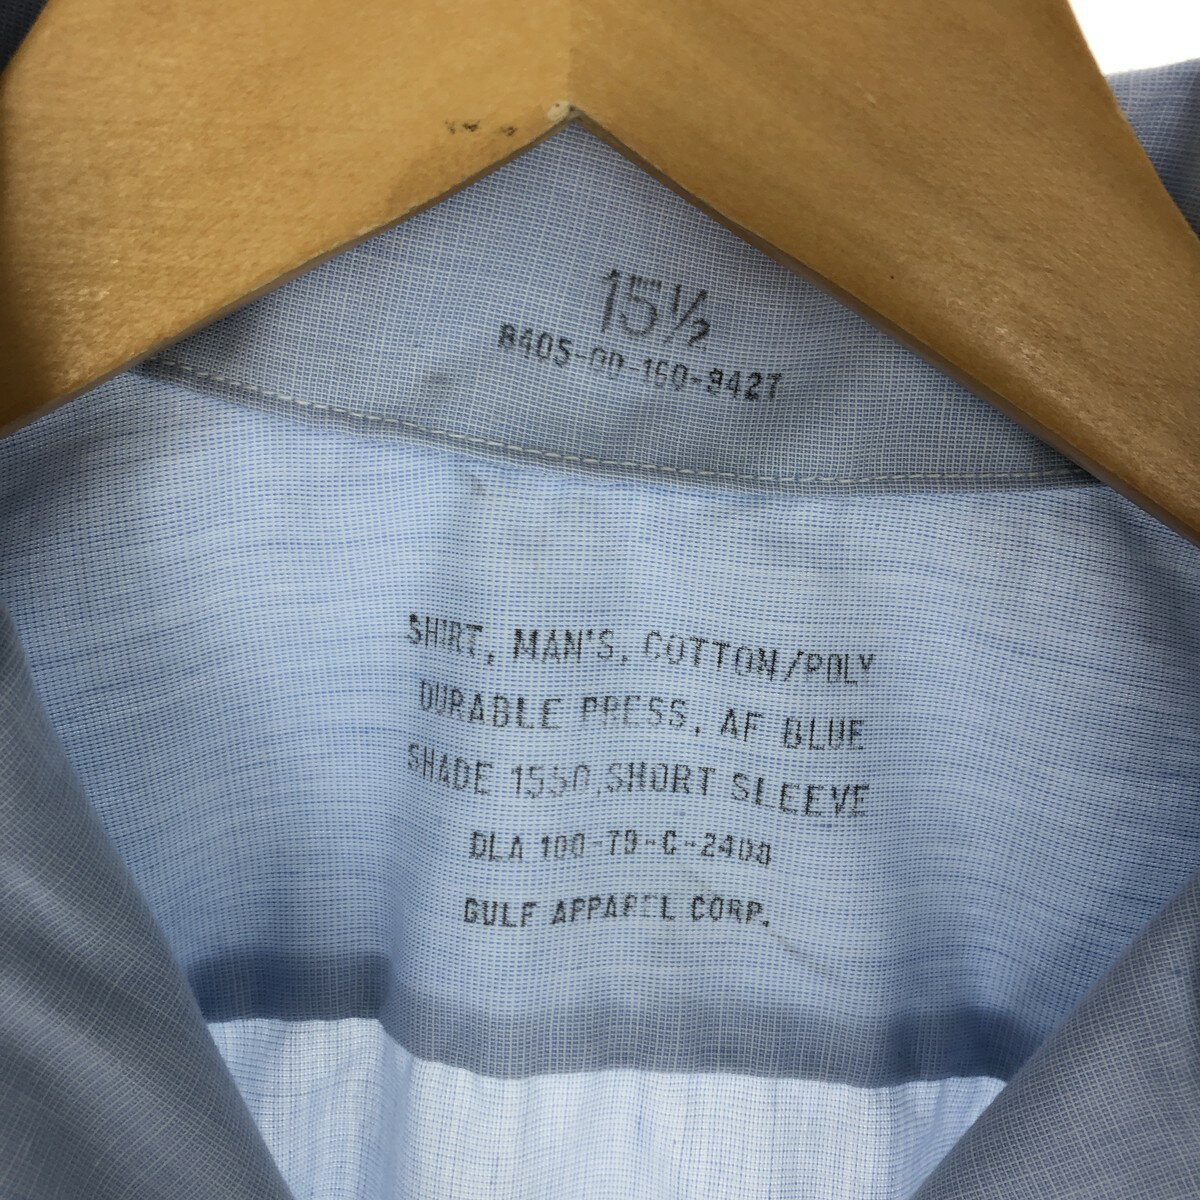 15½
8405-00-160-9427
SHIRT, MAN'S, COTTON/POLY
DURABLE PRESS, AF BLUE
SHADE 1550, SHORT SLEEVE
DLA 100-79-C-2408
GULF APPAREL CORP.